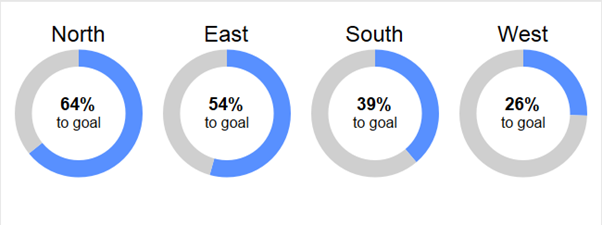 North
64%
to goal
East
54%
to goal
South
39%
to goal
West
26%
to goal